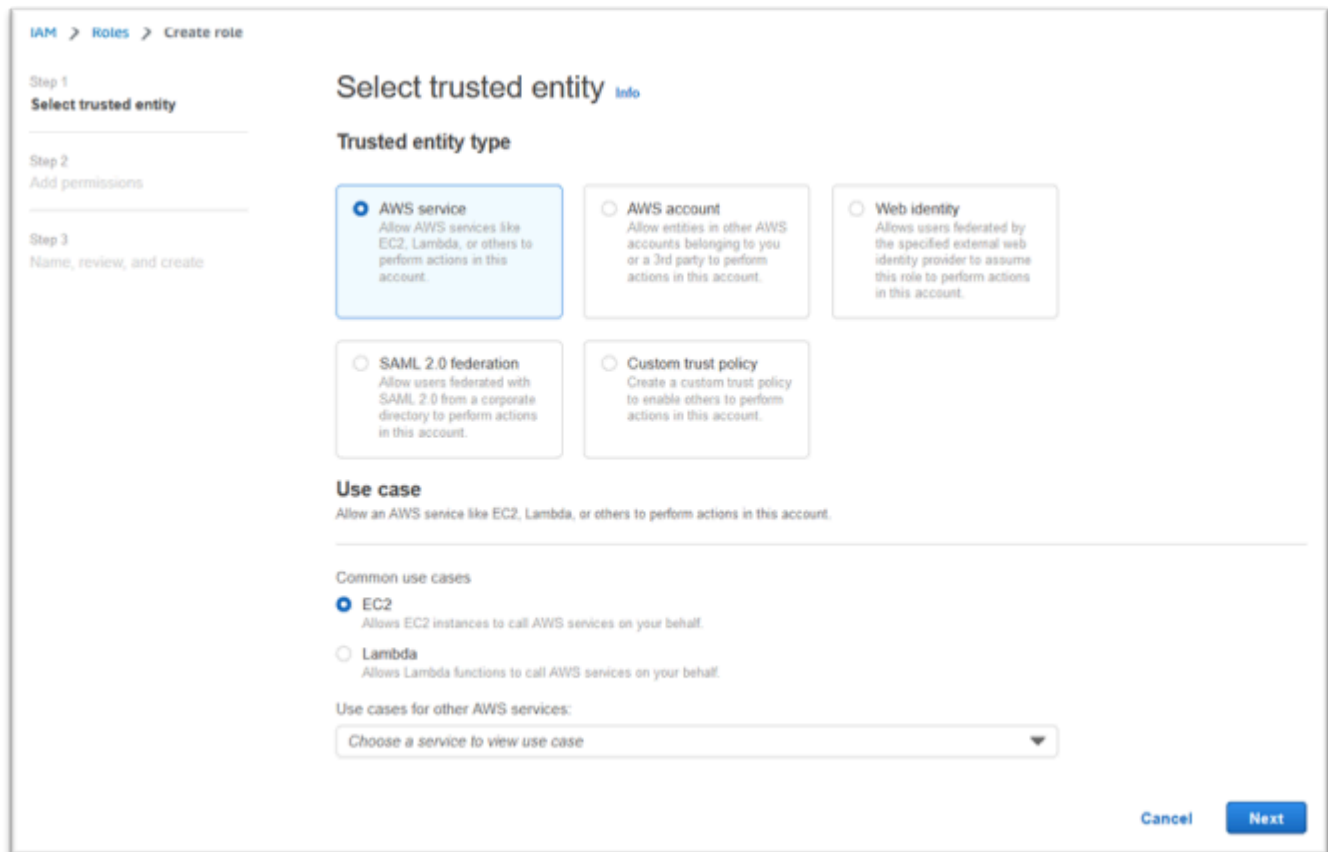 IAM > Roles > Create role
Step 1
Select trusted entity
Step 2
Add permissions
Step 3
Name, review, and create
Select trusted entity Info
Trusted entity type
AWS service
Allow AWS services like
EC2, Lambda, or others to
perform actions in this
account.
AWS account
Allow entities in other AWS
accounts belonging to you
or a 3rd party to perform
actions in this account.
Web identity
Allows users federated by
the specified external web
identity provider to assume
this role to perform actions
in this account.
SAML 2.0 federation
Allow users federated with
SAML 2.0 from a corporate
directory to perform actions
in this account.
Custom trust policy
Create a custom trust policy
to enable others to perform
actions in this account.
Use case
Allow an AWS service like EC2, Lambda, or others to perform actions in this account.
Common use cases
EC2
Allows EC2 instances to call AWS services on your behalf.
Lambda
Allows Lambda functions to call AWS services on your behalf.
Use cases for other AWS services:
Choose a service to view use case
Cancel
Next